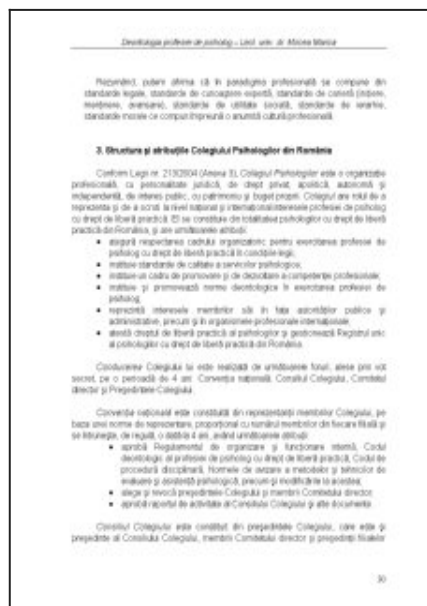 Deontologia profesiei de psiholog – Lect. univ. dr. Mircea
Rezumând, putem afirma că în paradigma profesională se compune din
standarde legale, standarde de cunoaștere expertă, standarde de carieră (inițiere,
menținere, avansare), standarde de utilitate socială, standarde de ierarhie,
standarde morale ce compun împreună o anumită cultură profesională.
3. Structura și atribuțiile Colegiului Psihologilor din România
Conform Legii nr. 213/2004 (Anexa 3), Colegiul Psihologilor este o organizație
profesională, cu personalitate juridică, de drept privat, apolitică, autonomă și
independentă, de interes public, cu patrimoniu și buget propriu. Colegiul are rolul de a
reprezenta și de a ocroti la nivel național și internațional interesele profesiei de psiholog
cu drept de liberă practică. El se constituie din totalitatea psihologilor cu drept de liberă
practică din România, și are următoarele atribuții:
• asigură respectarea cadrului organizatoric pentru exercitarea profesiei de
psiholog cu drept de liberă practică în condițiile legii;
• instituie standarde de calitate a serviciilor psihologice;
• instituie un cadru de promovare și de dezvoltare a competenței profesionale;
• instituie și promovează norme deontologice în exercitarea profesiei de
psiholog;
• reprezintă interesele membrilor săi în fața autorităților publice și
administrative, precum și în organismele profesionale internaționale;
• atestă dreptul de liberă practică al psihologului și gestionează Registrul unic
al psihologilor cu drept de liberă practică din România.
Conducerea Colegiului îi este realizată de următoarele foruri, alese prin vot
secret, pe o perioadă de 4 ani: Convenția națională, Consiliul Colegiului, Comitetul
director și Președintele Colegiului.
Convenția națională este constituită din reprezentanții membrilor Colegiului, pe
baza unei norme de reprezentare, proporțional cu numărul membrilor din fiecare filială și
se întrunește, de regulă, o dată la 4 ani, având următoarele atribuții:
• aprobă Regulamentul de organizare și funcționare internă, Codul
deontologic al profesiei de psiholog cu drept de liberă practică, Codul de
procedură disciplinară, Normele de avizare a metodelor și tehnicilor de
evaluare și asistență psihologică, precum și modificările la acestea;
• alege și revocă președintele Colegiului și membrii Comitetului director;
• aprobă raportul de activitate al Consiliului Colegiului și alte documente.
Consiliul Colegiului este constituit din președintele Colegiului, care este și
președinte al Consiliului Colegiului, membrii Comitetului director și președinții filialelor